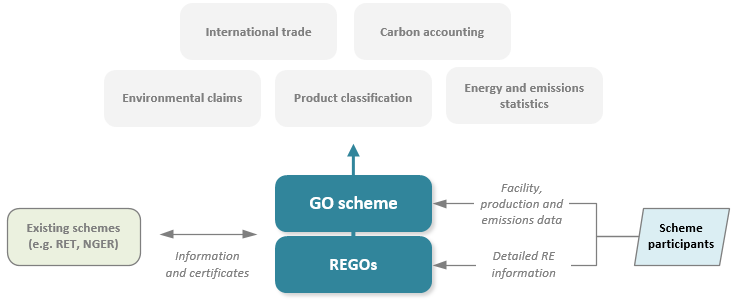 International trade
Carbon accounting
Environmental claims
Product classification
Energy and emissions
statistics
GO scheme
Facility,
production and
emissions data
Existing schemes
(e.g. RET, NGER)
Scheme
participants
Information
and certificates
REGOs
Detailed RE
information